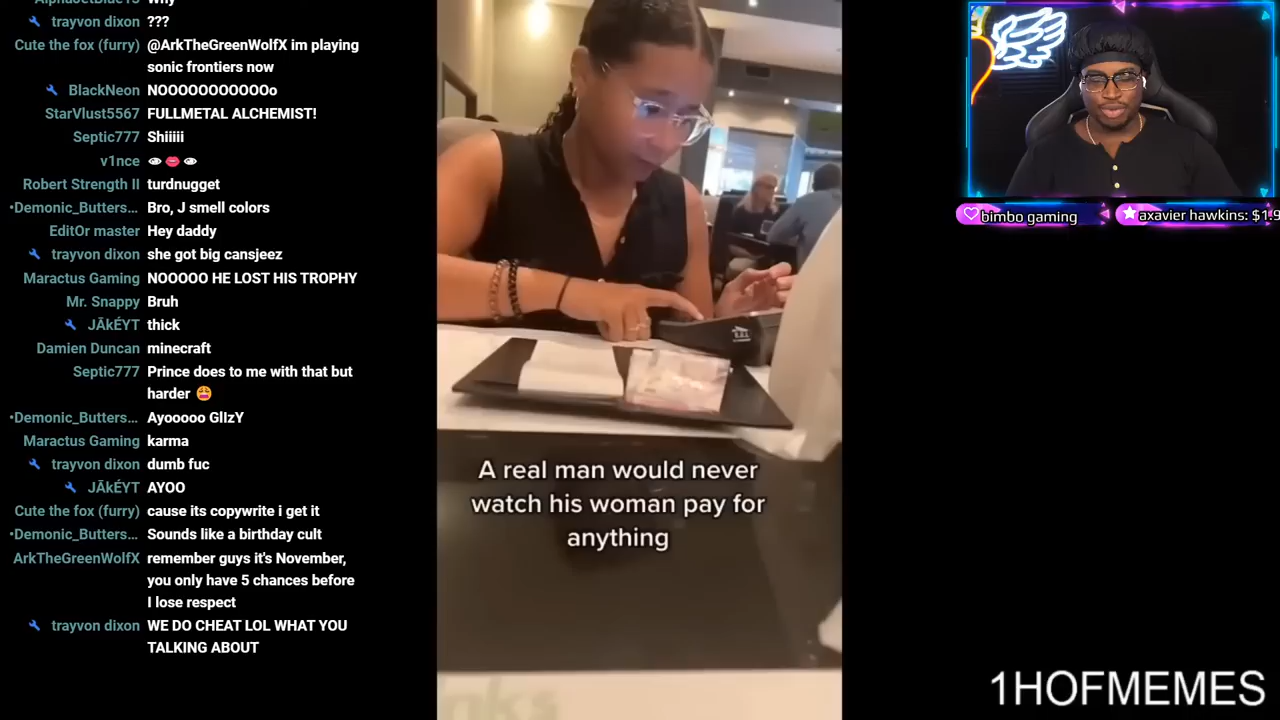 trayvon dixon ???
Cute the fox (furry) @ArkTheGreenWolfX im playing
sonic frontiers now
BlackNeon NOOOOOOOOOOOo
StarVlust5567 FULLMETAL ALCHEMIST!
Septic777 Shiiiii
v1nce 👁️ 🫦 👁️
Robert Strength II turdnugget
•Demonic_Butters... Bro, J smell colors
EditOr master Hey daddy
trayvon dixon she got big cansjeez
Maractus Gaming NOOOOO HE LOST HIS TROPHY
Mr. Snappy Bruh
JÃkÉYT thick
Damien Duncan minecraft
Septic777 Prince does to me with that but
harder 😩
•Demonic_Butters... Ayooooo GlIzY
Maractus Gaming karma
trayvon dixon dumb fuc
JÃkÉYT AYOO
Cute the fox (furry) cause its copywrite i get it
•Demonic_Butters... Sounds like a birthday cult
ArkTheGreenWolfX remember guys it's November,
you only have 5 chances before
I lose respect
trayvon dixon WE DO CHEAT LOL WHAT YOU
TALKING ABOUT
A real man would never
watch his woman pay for
anything
nks
bimbo gaming
axavier hawkins: $1.9
1HOFMEMES